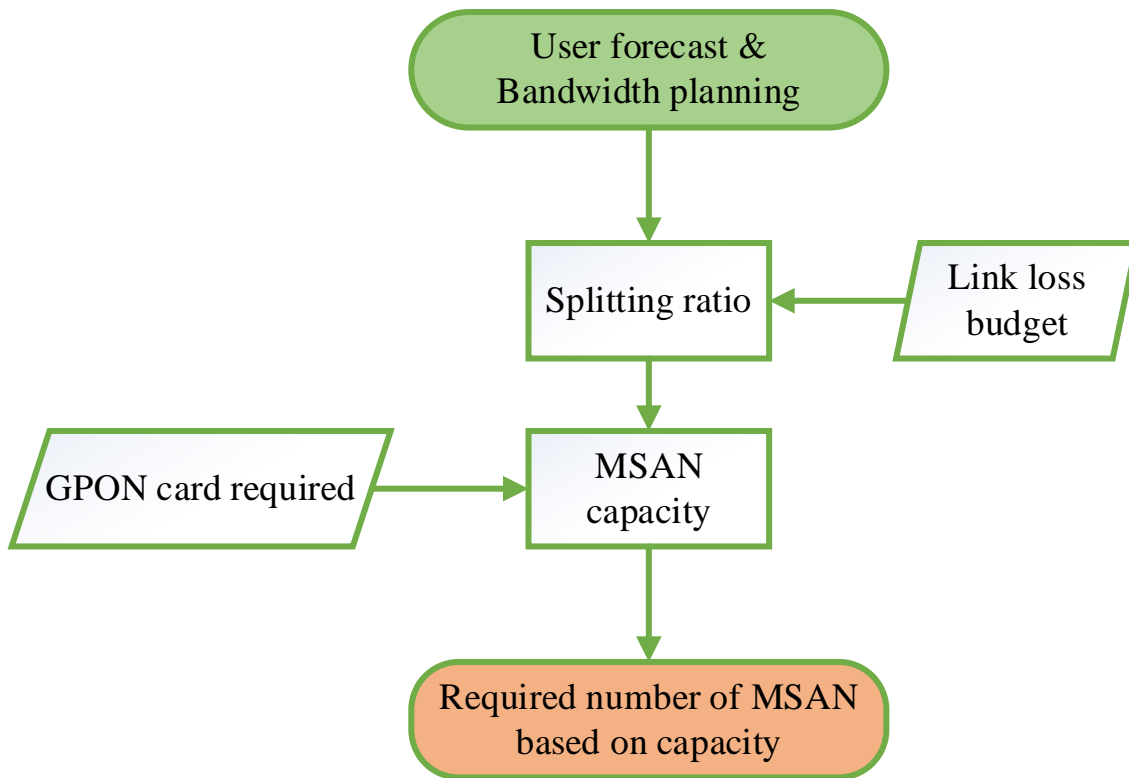 User forecast &
Bandwidth planning
Splitting ratio
Link loss
budget
GPON card required
MSAN
capacity
Required number of MSAN
based on capacity